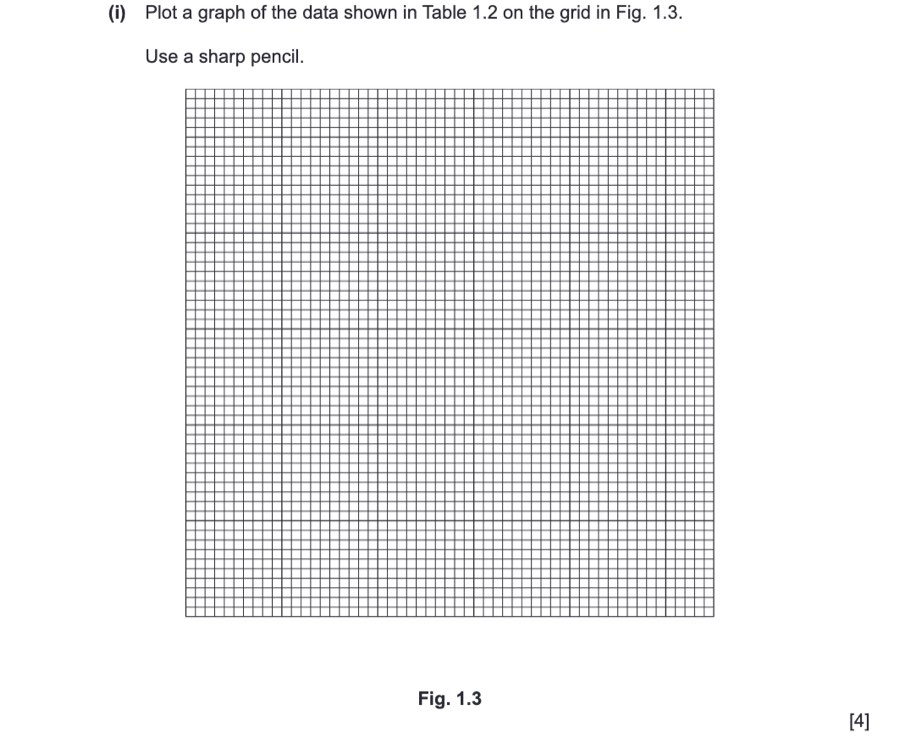 (i) Plot a graph of the data shown in Table 1.2 on the grid in Fig. 1.3.
Use a sharp pencil.
Fig. 1.3
[4]